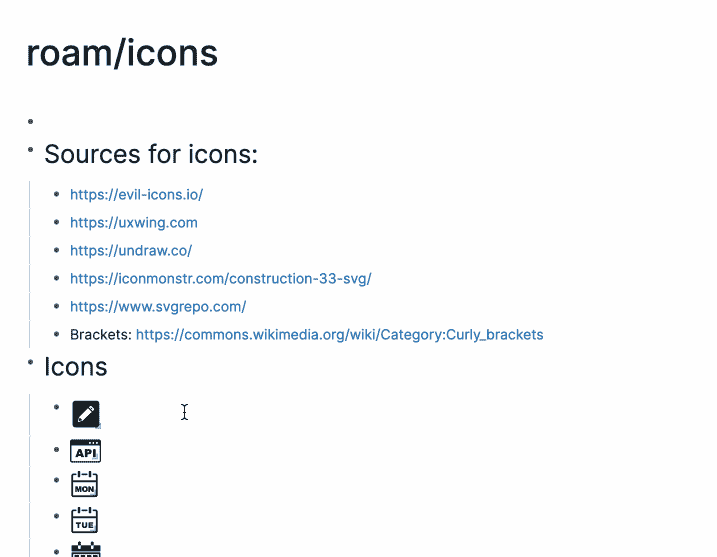 roam/icons
Sources for icons:
https://evil-icons.io/
https://uxwing.com
https://undraw.co/
https://iconmonstr.com/construction-33-svg/
https://www.svgrepo.com/
Brackets: https://commons.wikimedia.org/wiki/Category:Curly_brackets
Icons
API
MON
TUE